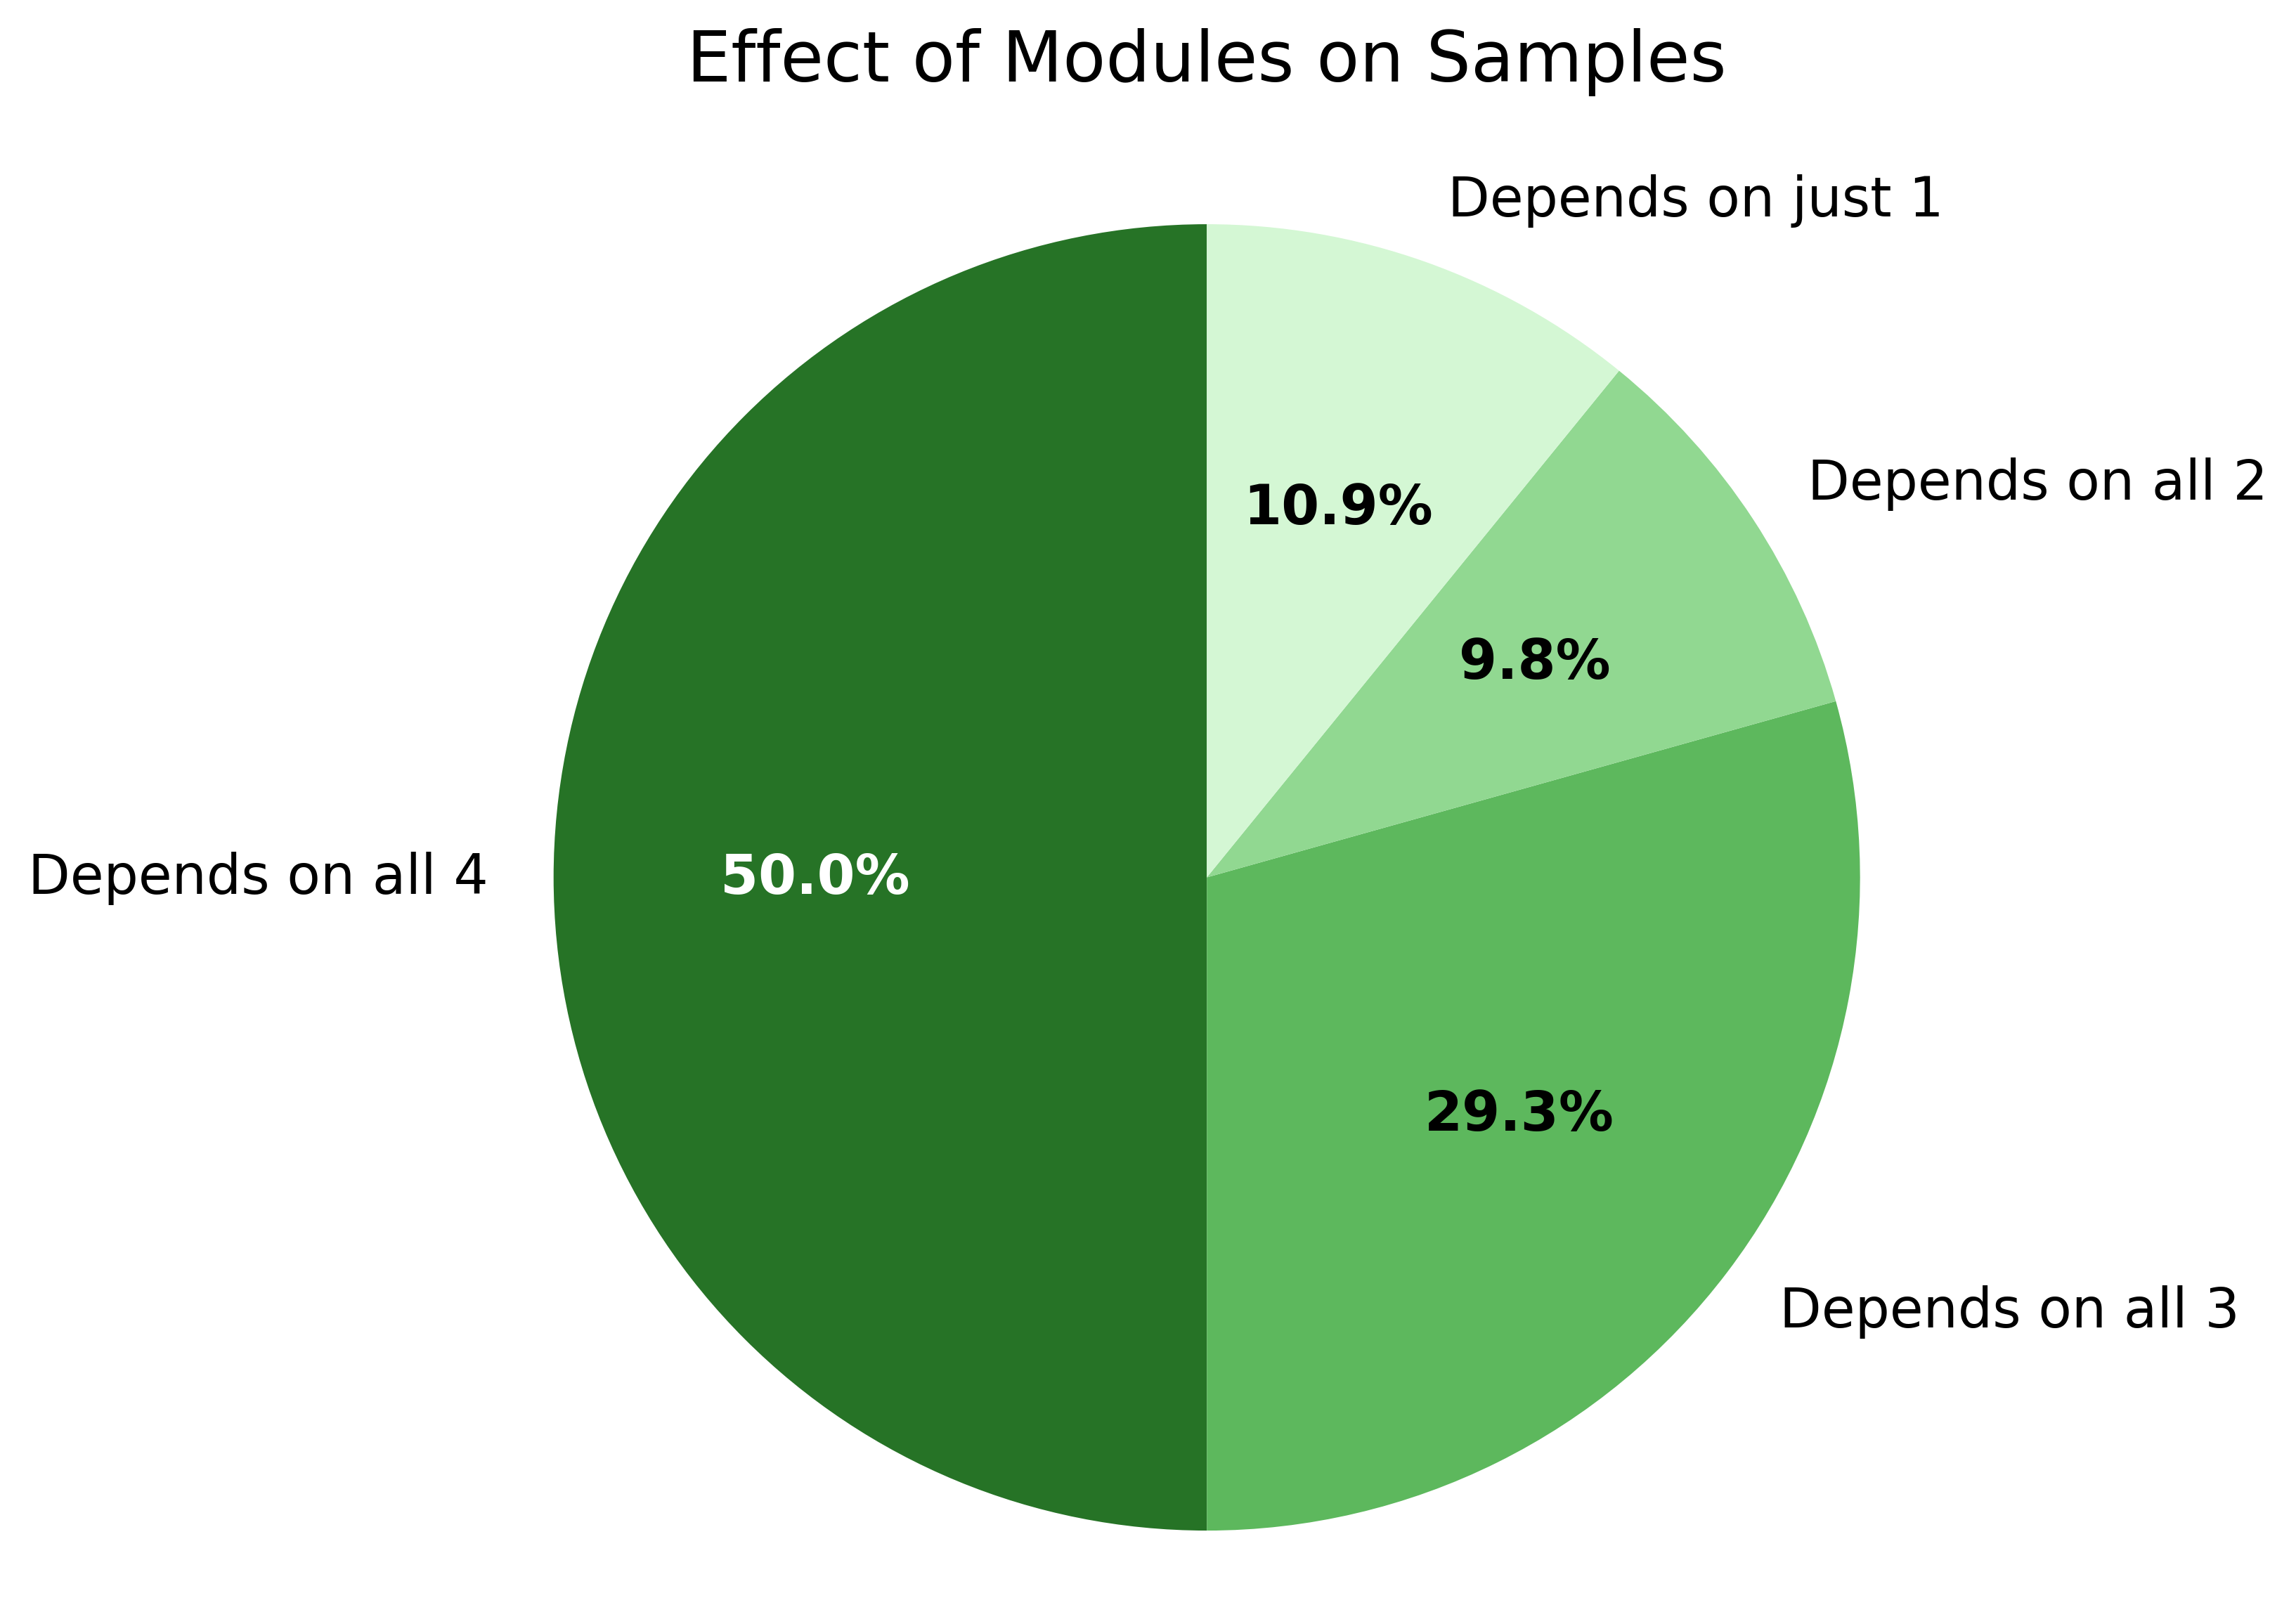 Effect of Modules on Samples
Depends on just 1
Depends on all 2
10.9%
9.8%
Depends on all 4
50.0%
29.3%
Depends on all 3